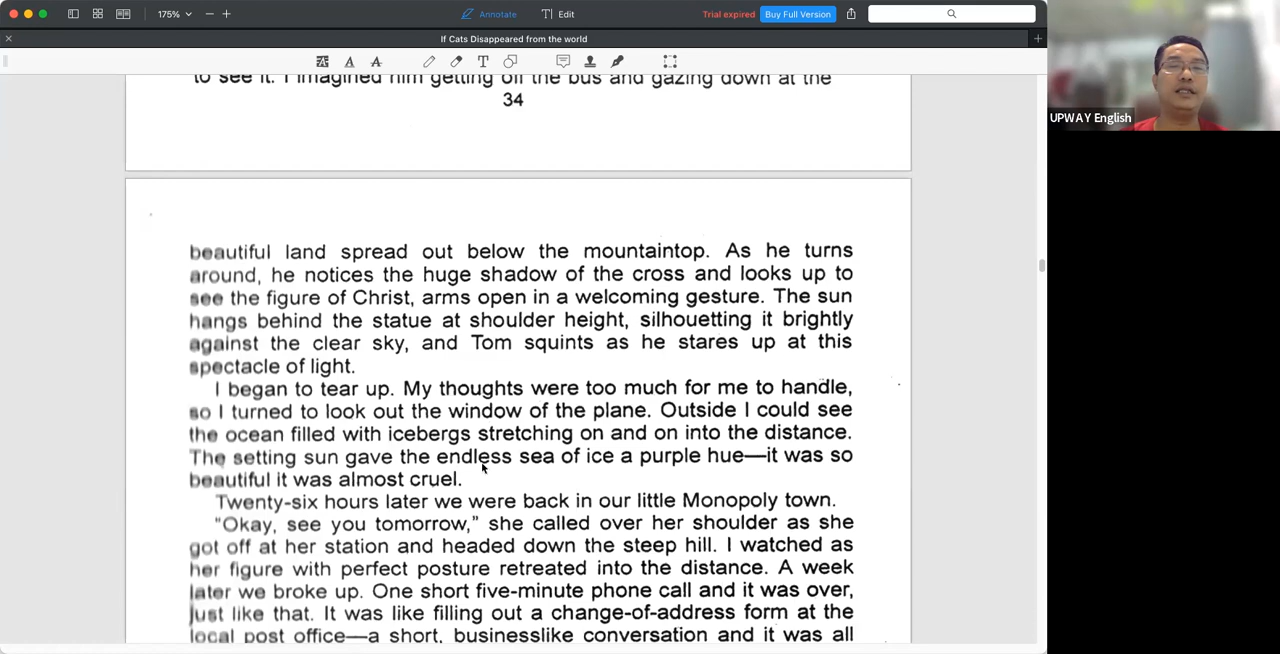 175%
Annotate
Edit
Trial expired
Buy Full Version
If Cats Disappeared from the world
UPWAY English
to see it. I imagined him getting off the bus and gazing down at the
34
beautiful land spread out below the mountaintop. As he turns
around, he notices the huge shadow of the cross and looks up to
see the figure of Christ, arms open in a welcoming gesture. The sun
hangs behind the statue at shoulder height, silhouetting it brightly
against the clear sky, and Tom squints as he stares up at this
spectacle of light.
I began to tear up. My thoughts were too much for me to handle,
so I turned to look out the window of the plane. Outside I could see
the ocean filled with icebergs stretching on and on into the distance.
The setting sun gave the endless sea of ice a purple hue—it was so
beautiful it was almost cruel.
Twenty-six hours later we were back in our little Monopoly town.
"Okay, see you tomorrow," she called over her shoulder as she
got off at her station and headed down the steep hill. I watched as
her figure with perfect posture retreated into the distance. A week
later we broke up. One short five-minute phone call and it was over,
just like that. It was like filling out a change-of-address form at the
local post office—a short, businesslike conversation and it was all